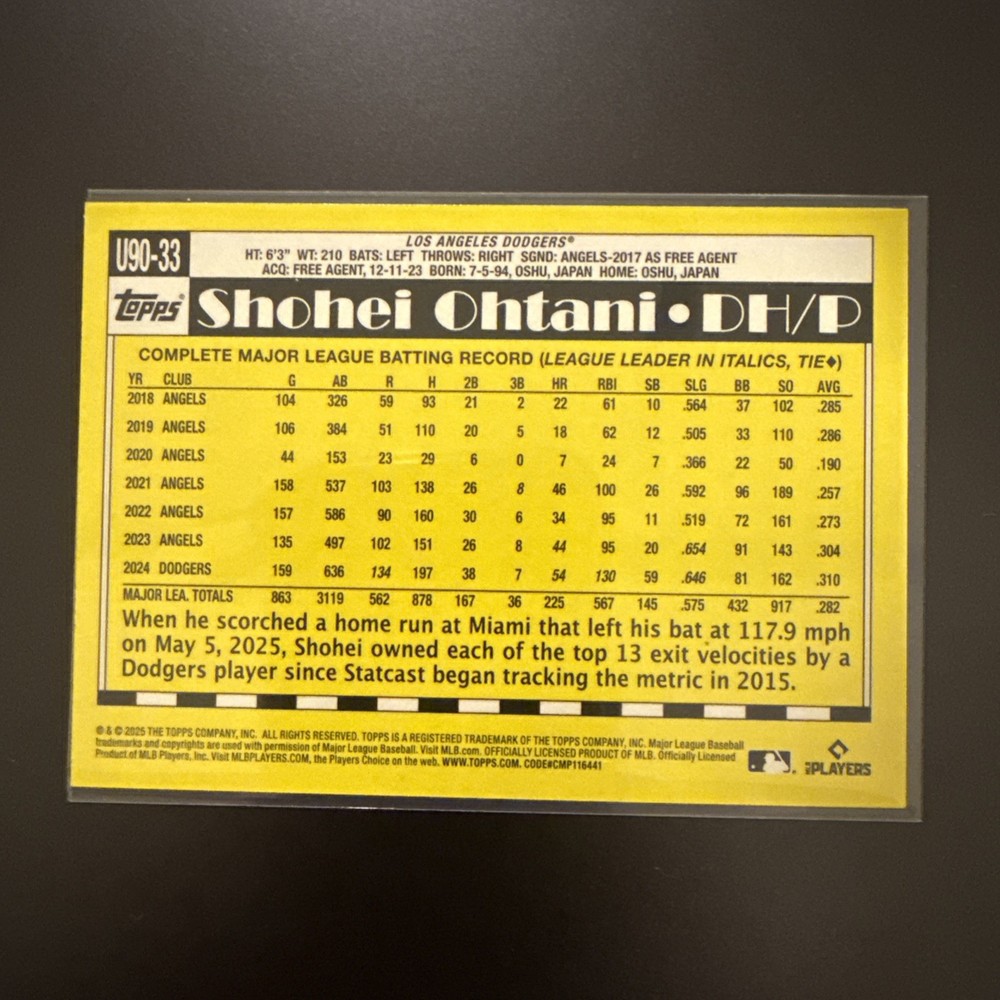 U90-33
LOS ANGELES DODGERS®
HT: 6'3" WT: 210 BATS: LEFT THROWS: RIGHT SGND: ANGELS-2017 AS FREE AGENT
ACQ: FREE AGENT, 12-11-23 BORN: 7-5-94, OSHU, JAPAN HOME: OSHU, JAPAN
topps® Shohei Ohtani • DH/P
COMPLETE MAJOR LEAGUE BATTING RECORD (LEAGUE LEADER IN ITALICS, TIE♦)
YR CLUB G AB R H 2B 3B HR RBI SB SLG BB SO AVG
2018 ANGELS 104 326 59 93 21 2 22 61 10 .564 37 102 .285
2019 ANGELS 106 384 51 110 20 5 18 62 12 .505 33 110 .286
2020 ANGELS 44 153 23 29 6 0 7 24 7 .366 22 50 .190
2021 ANGELS 158 537 103 138 26 8 46 100 26 .592 96 189 .257
2022 ANGELS 157 586 90 160 30 6 34 95 11 .519 72 161 .273
2023 ANGELS 135 497 102 151 26 8 44 95 20 .654 91 143 .304
2024 DODGERS 159 636 134 197 38 7 54 130 59 .646 81 162 .310
MAJOR LEA. TOTALS 863 3119 562 878 167 36 225 567 145 .575 432 917 .282
When he scorched a home run at Miami that left his bat at 117.9 mph
on May 5, 2025, Shohei owned each of the top 13 exit velocities by a
Dodgers player since Statcast began tracking the metric in 2015.
® & © 2025 THE TOPPS COMPANY, INC. ALL RIGHTS RESERVED. TOPPS IS A REGISTERED TRADEMARK OF THE TOPPS COMPANY, INC. Major League Baseball
trademarks and copyrights are used with permission of Major League Baseball. Visit MLB.com. OFFICIALLY LICENSED PRODUCT OF MLB. Officially Licensed
Product of MLB Players, Inc. Visit MLBPLAYERS.COM, the Players Choice on the web. WWW.TOPPS.COM. CODE#CMP116441
MLB PLAYERS